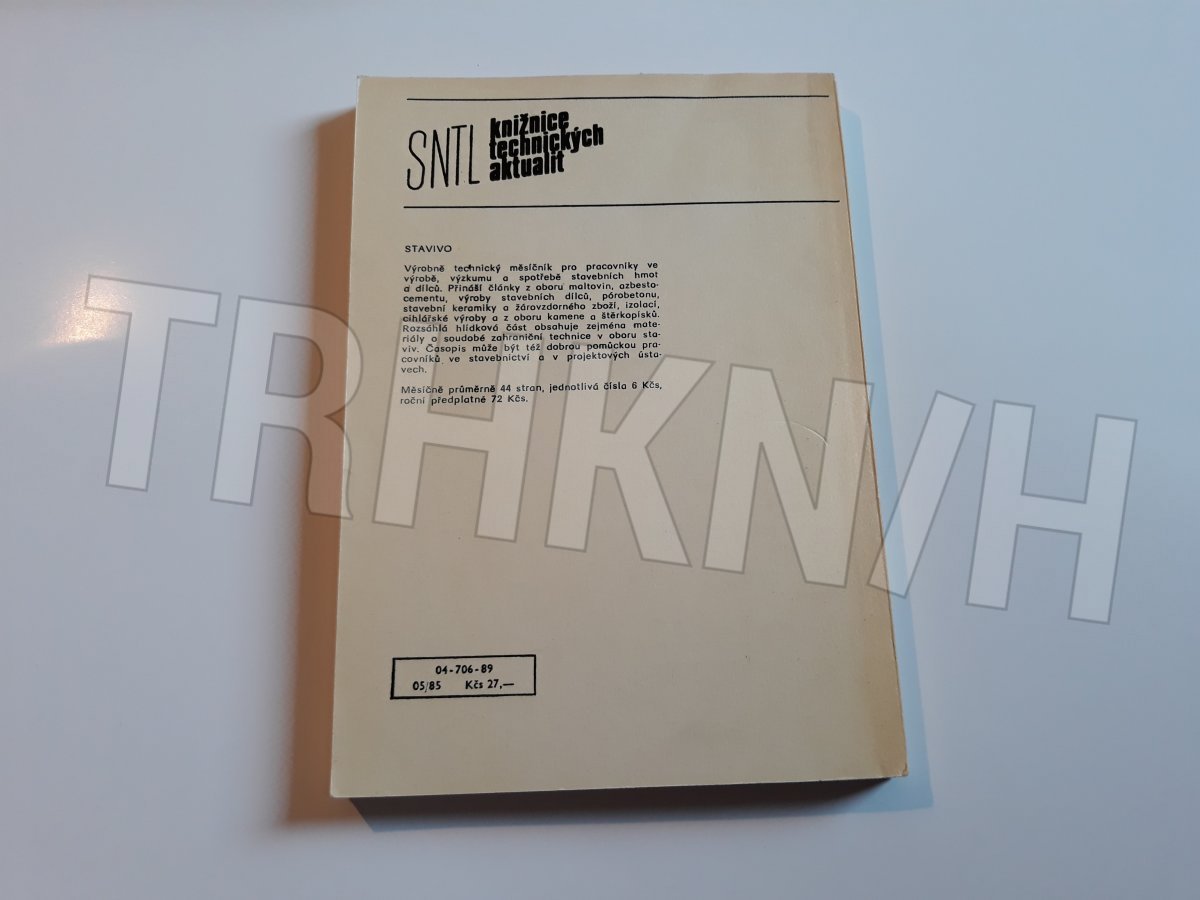 SNTL knižnice
technických
aktualit
STAVIVO
Výrobně technický měsíčník pro pracovníky ve
výrobě, výzkumu a spotřebě stavebních hmot
a dílců. Přináší články z oboru maltovin, azbesto-
cementu, výroby stavebních dílců, pórobetonu,
stavební keramiky a žárovzdorného zboží, izolací,
cihlářské výroby a z oboru kamene a štěrkopísků.
Rozsáhlá hlídková část obsahuje zejména mate-
riály o soudobé zahraniční technice v oboru sta-
viv. Časopis může být též dobrou pomůckou pra-
covníků ve stavebnictví a v projektových ústa-
vech.
Měsíčně průměrně 44 stran, jednotlivá čísla 6 Kčs,
roční předplatné 72 Kčs.
TRHKN/H
04-706-89
05/85 Kčs 27,—